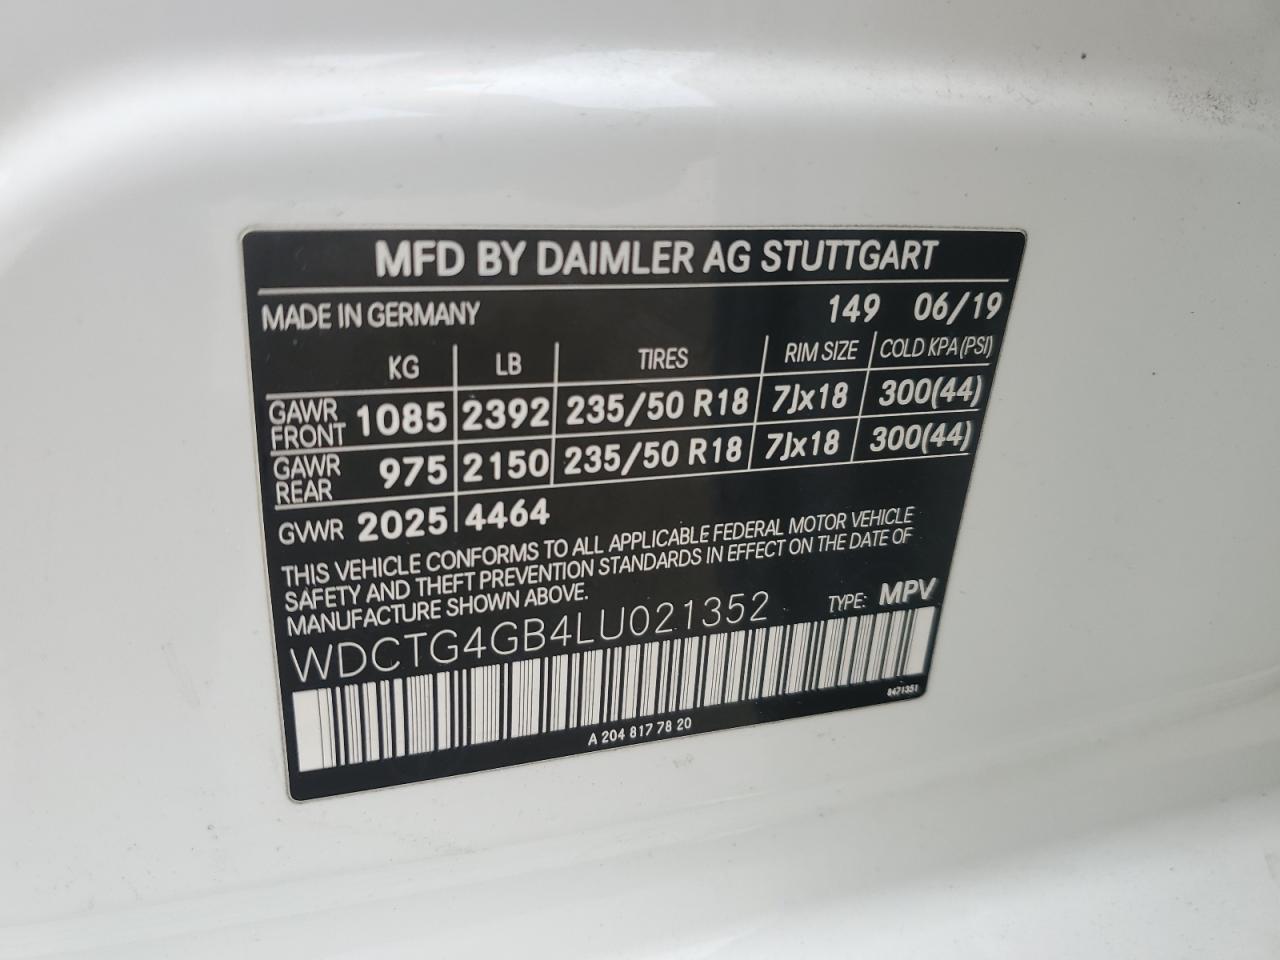 MFD BY DAIMLER AG STUTTGART
MADE IN GERMANY 149 06/19
KG LB TIRES RIM SIZE COLD KPA (PSI)
GAWR FRONT 1085 2392 235/50 R18 7Jx18 300(44)
GAWR REAR 975 2150 235/50 R18 7Jx18 300(44)
GVWR 2025 4464
THIS VEHICLE CONFORMS TO ALL APPLICABLE FEDERAL MOTOR VEHICLE
SAFETY AND THEFT PREVENTION STANDARDS IN EFFECT ON THE DATE OF
MANUFACTURE SHOWN ABOVE.
WDCTG4GB4LU021352 TYPE: MPV
8471351
A 204 817 78 20